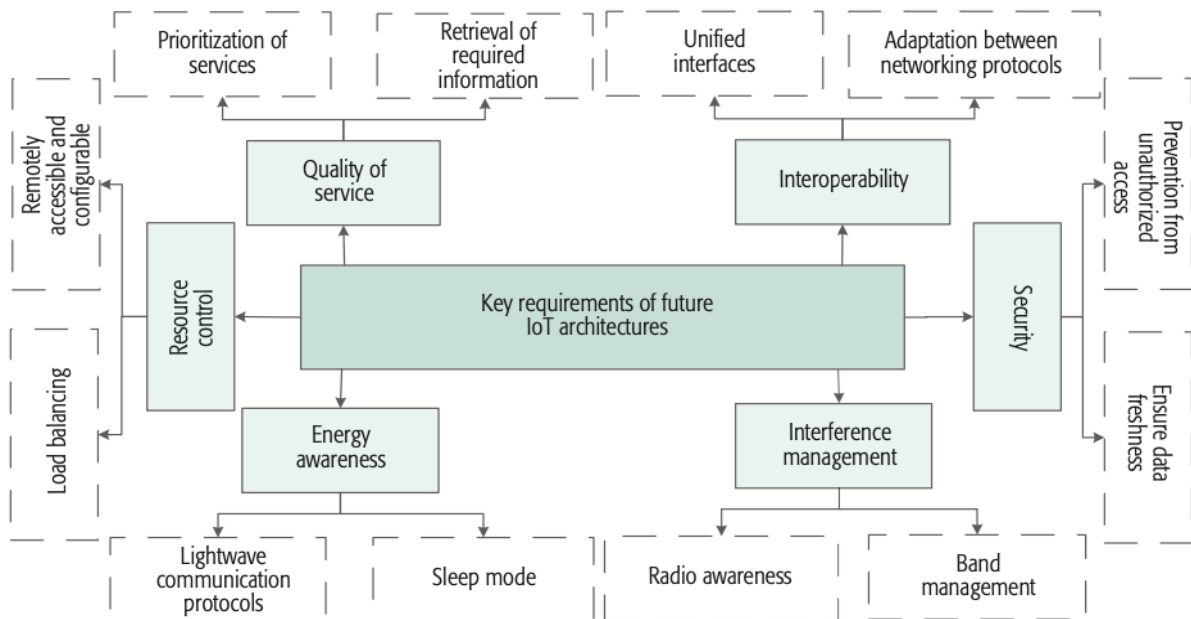 Prioritization of
services
Retrieval of
required
information
Unified
interfaces
Adaptation between
networking protocols
Remotely
accessible and
configurable
Quality of
service
Interoperability
Prevention from
unauthorized
access
Resource
control
Key requirements of future
IoT architectures
Security
Load balancing
Energy
awareness
Interference
management
Ensure data
freshness
Lightwave
communication
protocols
Sleep mode
Radio awareness
Band
management